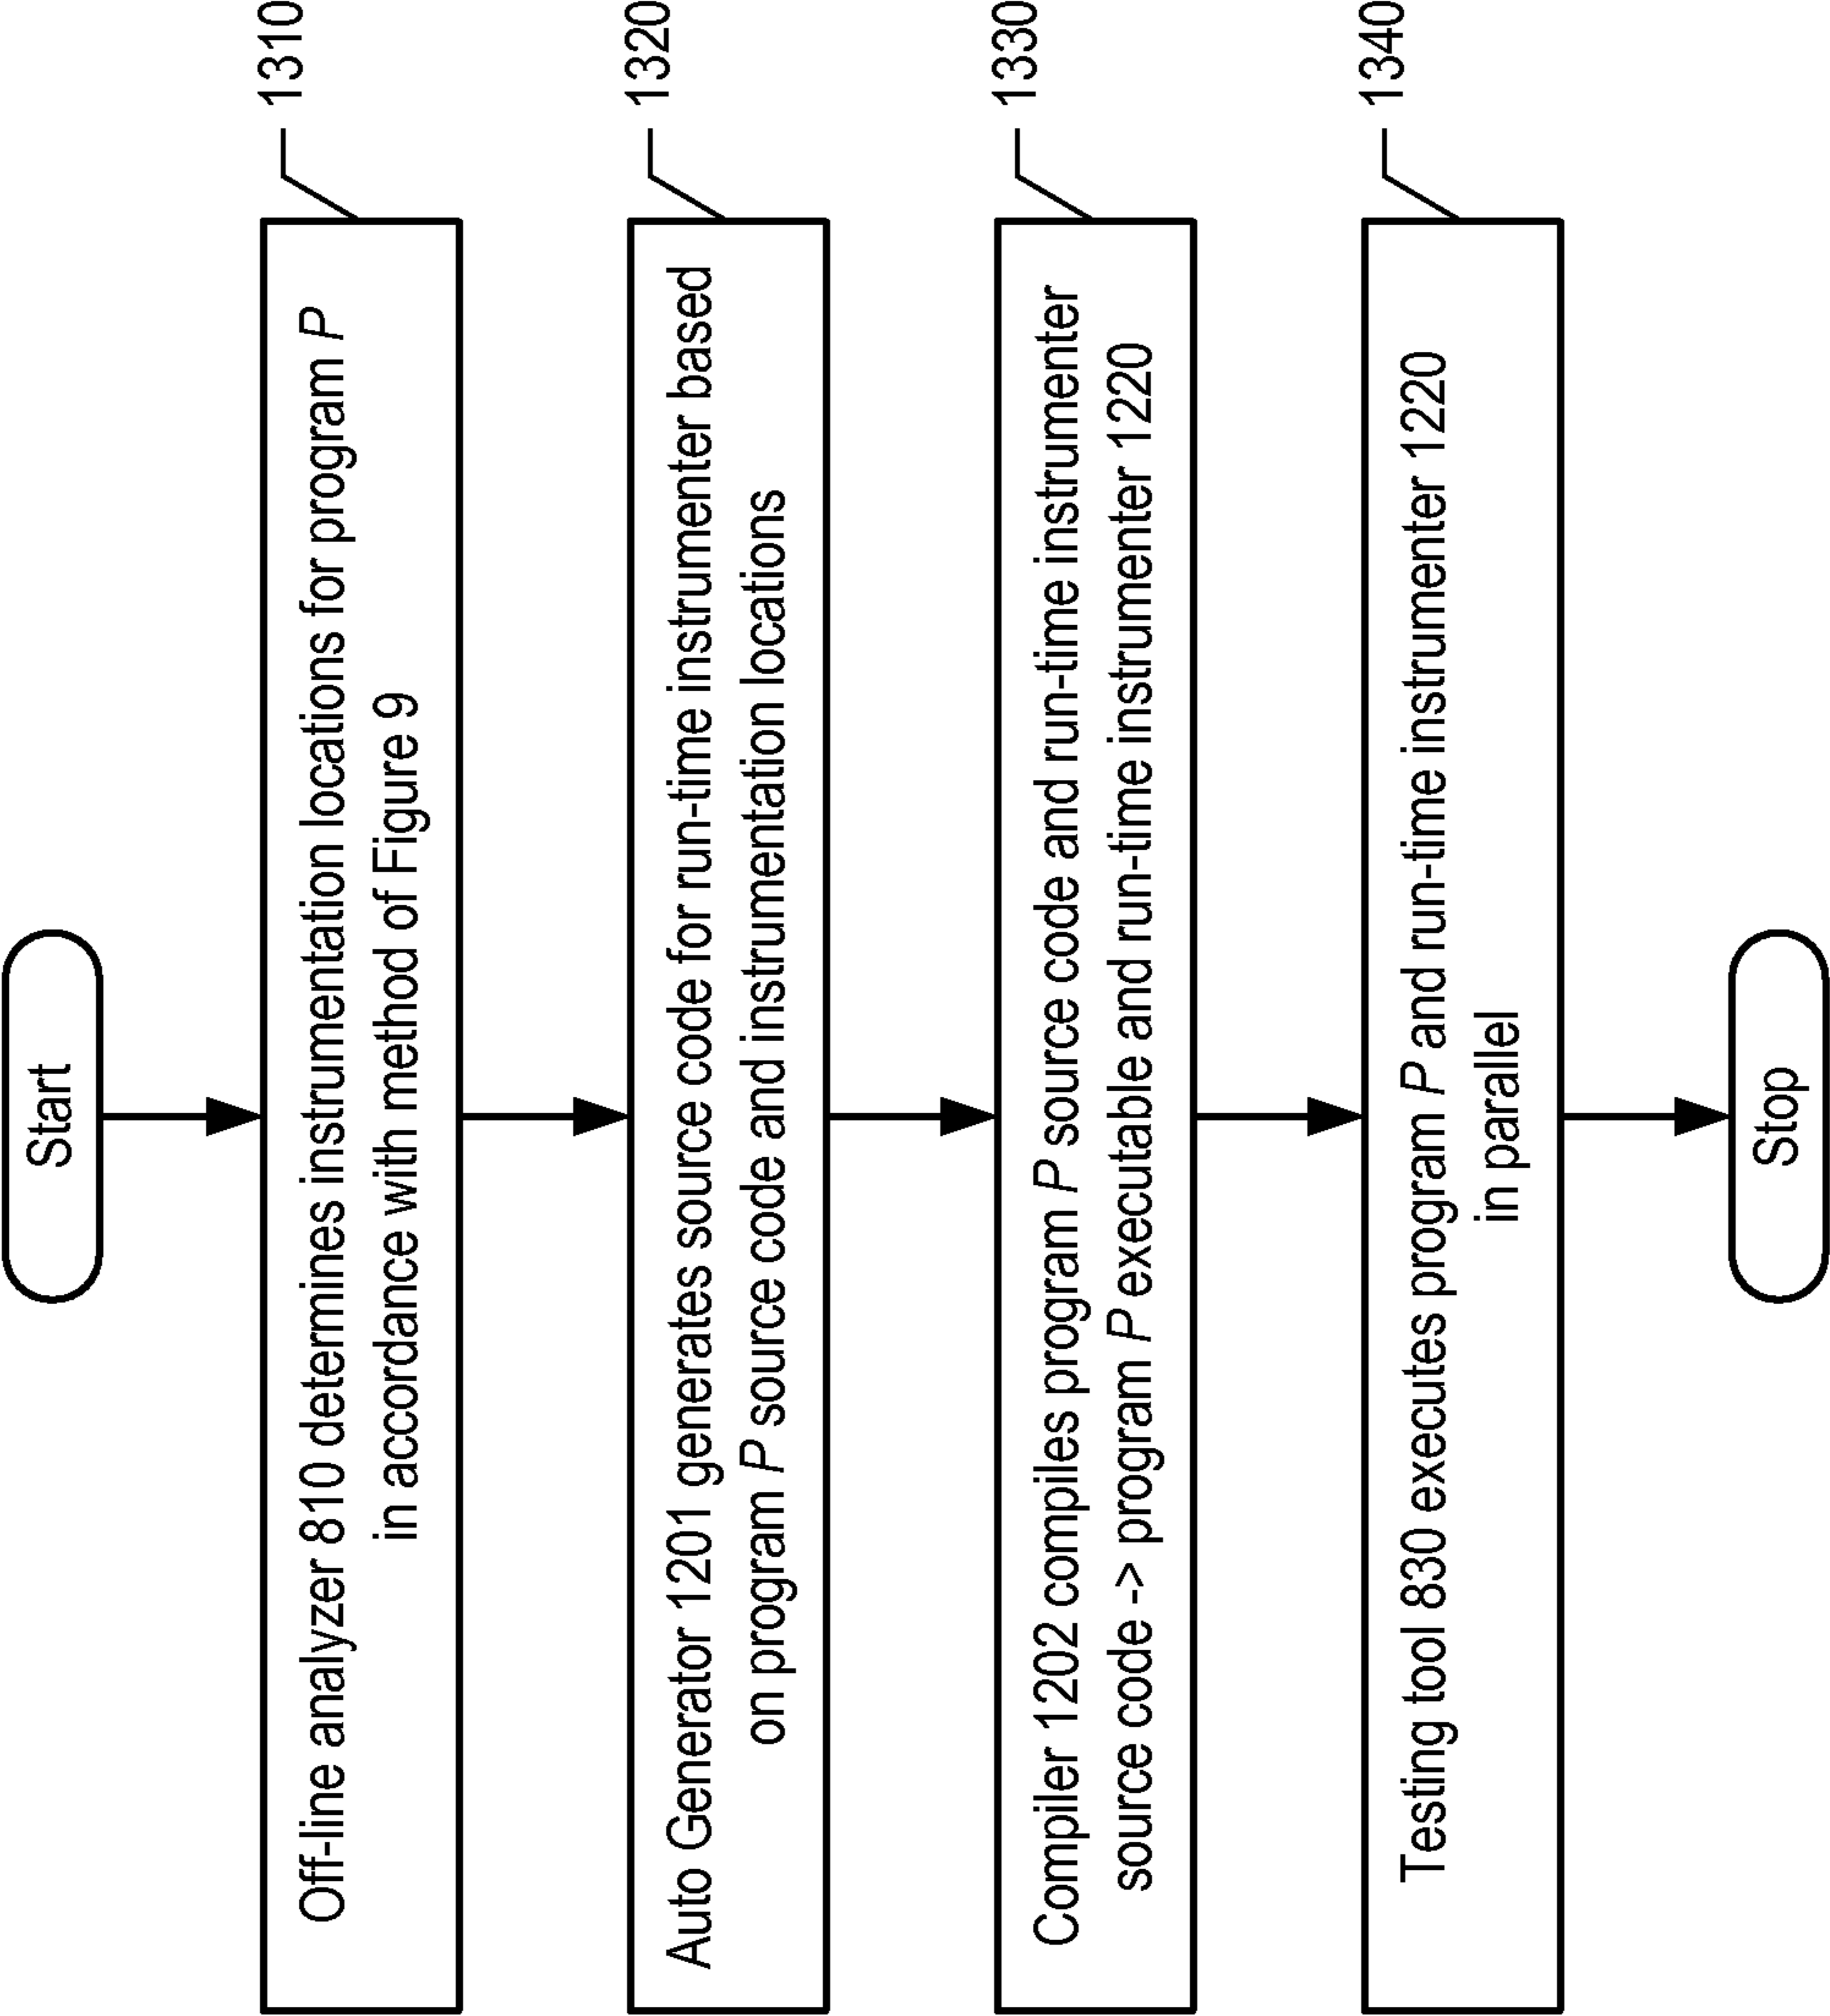 Start
1310
Off-line analyzer 810 determines instrumentation locations for program P
in accordance with method of Figure 9
1320
Auto Generator 1201 generates source code for run-time instrumenter based
on program P source code and instrumentation locations
1330
Compiler 1202 compiles program P source code and run-time instrumenter
source code -> program P executable and run-time instrumenter 1220
1340
Testing tool 830 executes program P and run-time instrumenter 1220
in parallel
Stop